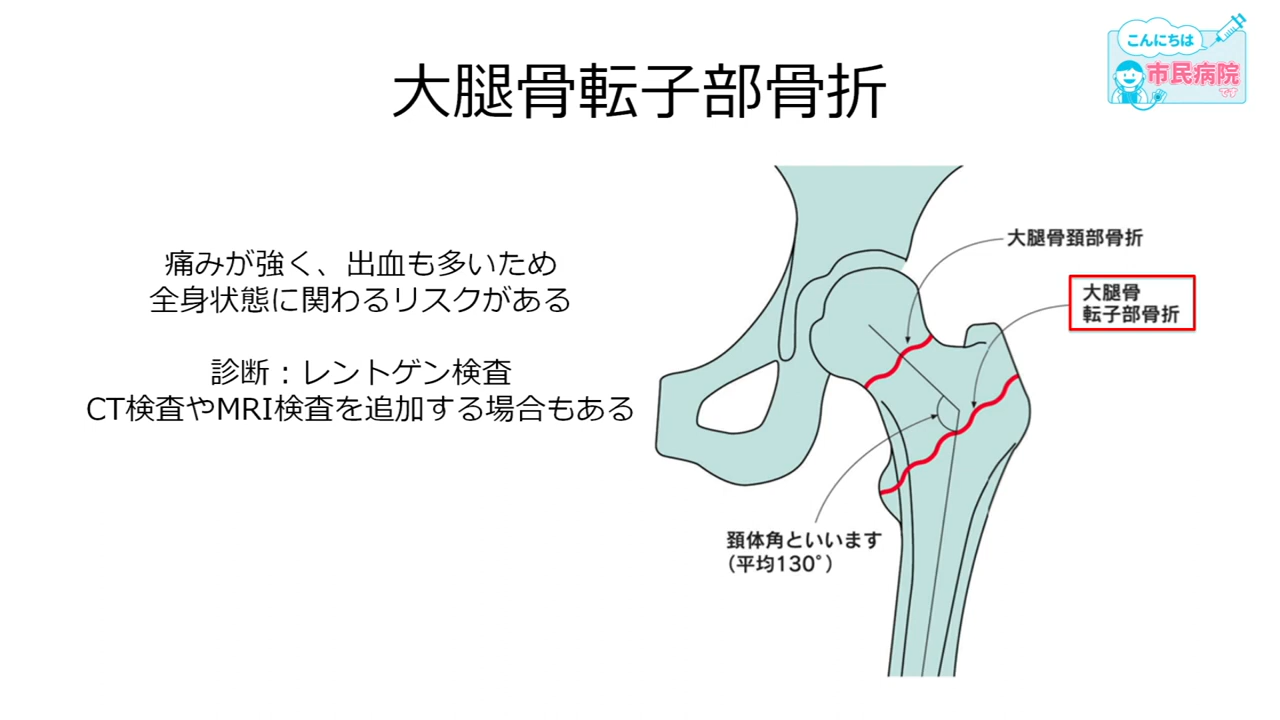 こんにちは
市民病院
です
大腿骨転子部骨折
痛みが強く、出血も多いため
全身状態に関わるリスクがある
診断：レントゲン検査
CT検査やMRI検査を追加する場合もある
大腿骨頚部骨折
大腿骨
転子部骨折
頚体角といいます
(平均130°)